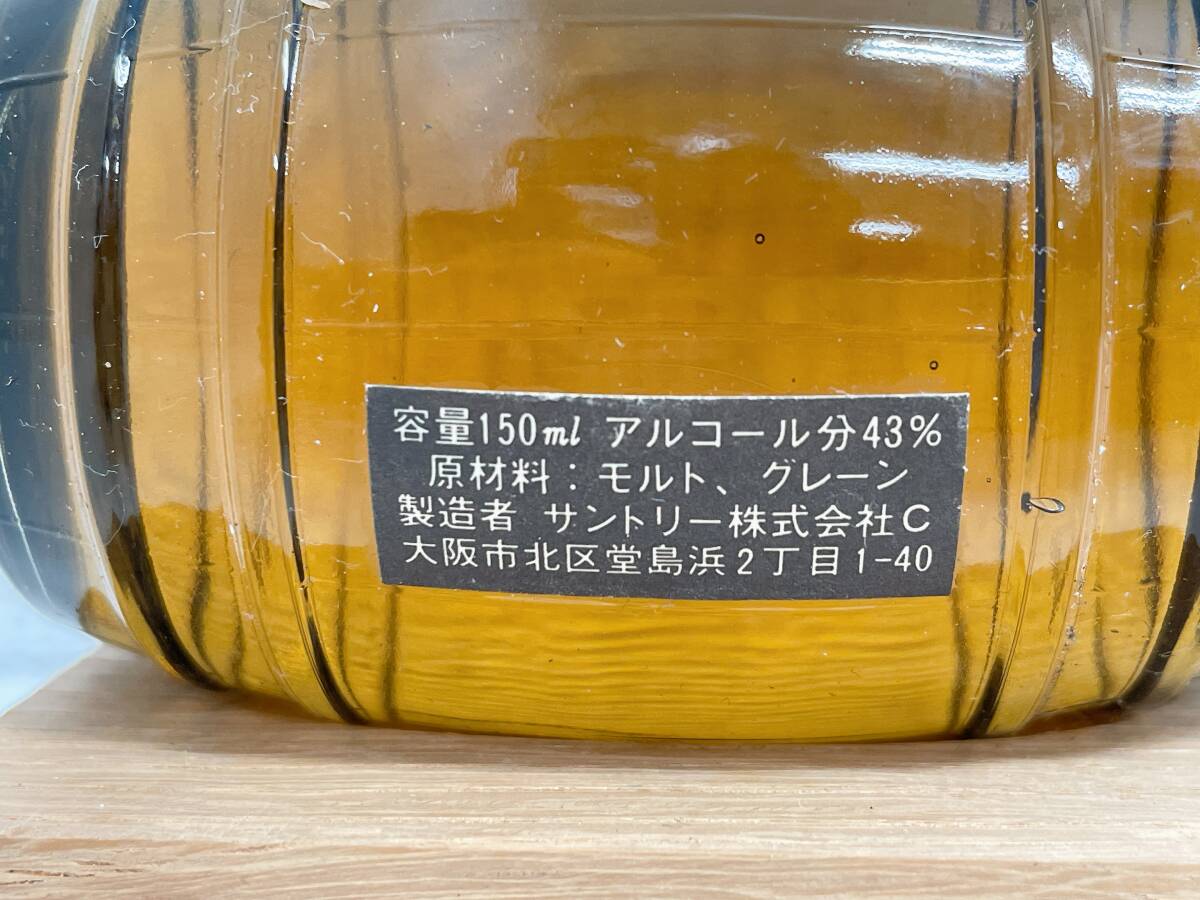 容量150ml アルコール分43%
原材料：モルト、グレーン
製造者 サントリー株式会社C
大阪市北区堂島浜2丁目1-40